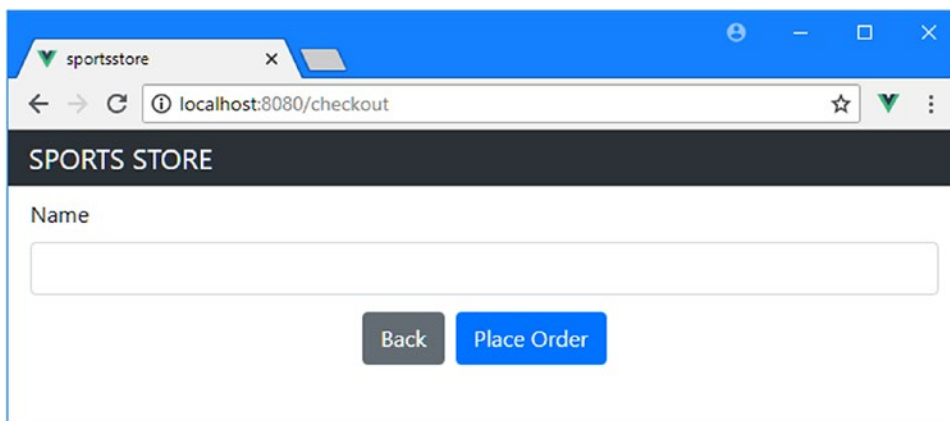 sportsstore
localhost:8080/checkout
SPORTS STORE
Name
Back Place Order